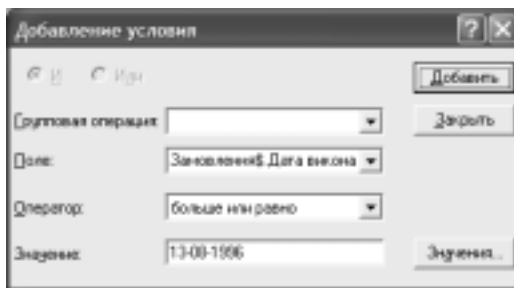 Добавление условия
И Или
Добавить
Групповая операция:
Закрыть
Поле: Замовлення$.Дата викона
Оператор: больше или равно
Значение: 13-08-1996
Значения...